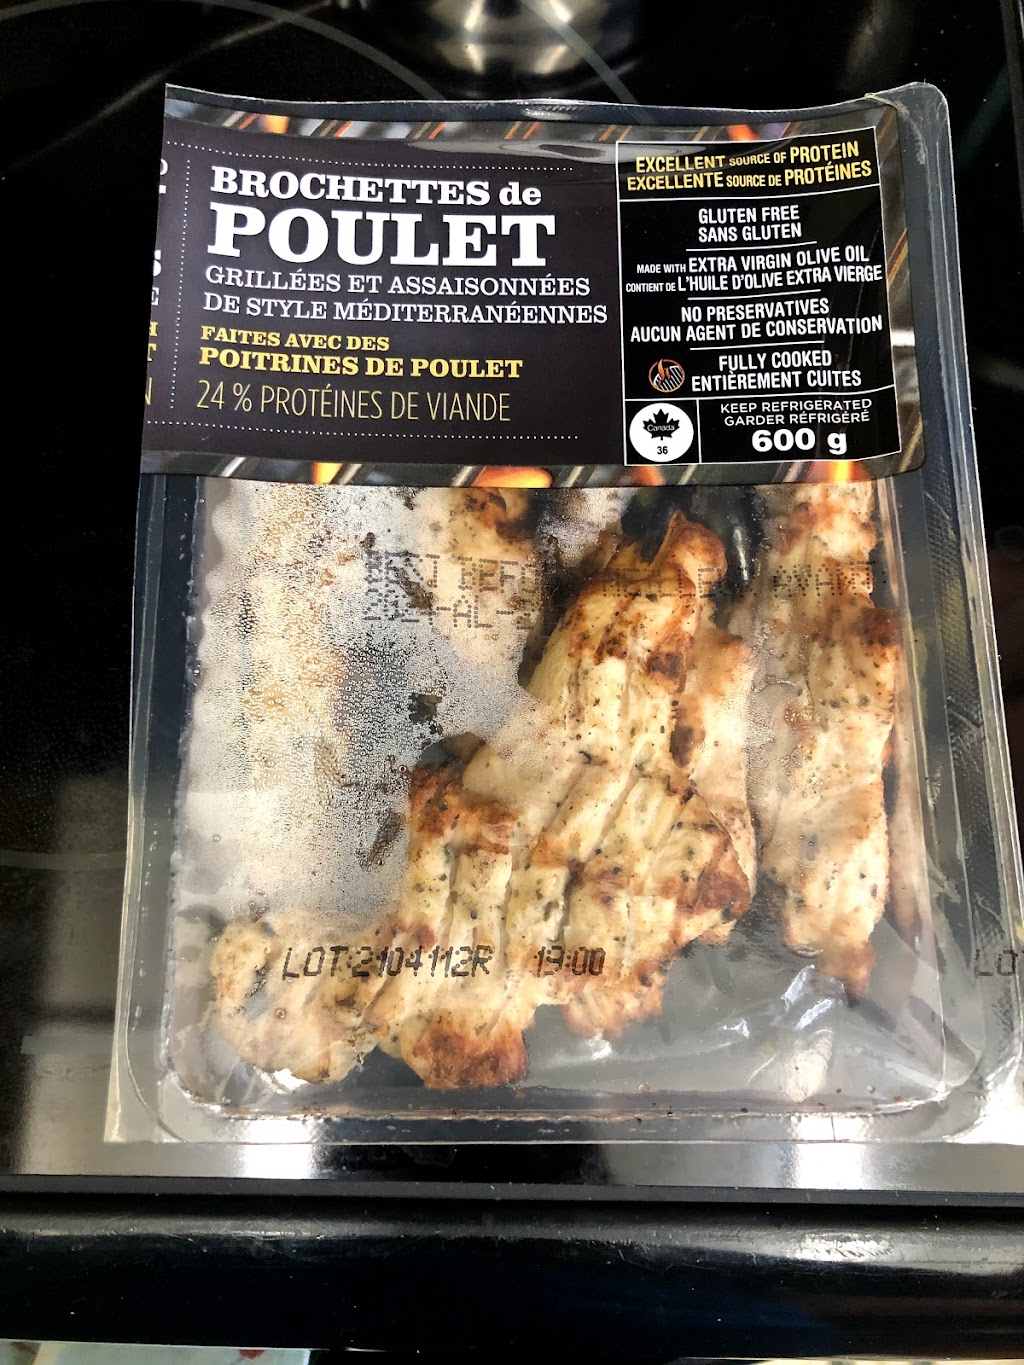 BROCHETTES de
POULET
GRILLÉES ET ASSAISONNÉES
DE STYLE MÉDITERRANÉENNES
FAITES AVEC DES
POITRINES DE POULET
24 % PROTÉINES DE VIANDE
EXCELLENT SOURCE OF PROTEIN
EXCELLENTE SOURCE DE PROTÉINES
GLUTEN FREE
SANS GLUTEN
MADE WITH EXTRA VIRGIN OLIVE OIL
CONTIENT DE L'HUILE D'OLIVE EXTRA VIERGE
NO PRESERVATIVES
AUCUN AGENT DE CONSERVATION
FULLY COOKED
ENTIÈREMENT CUITES
Canada
36
KEEP REFRIGERATED
GARDER RÉFRIGÉRÉ
600 g
LOT:2104112R 19:00
LO